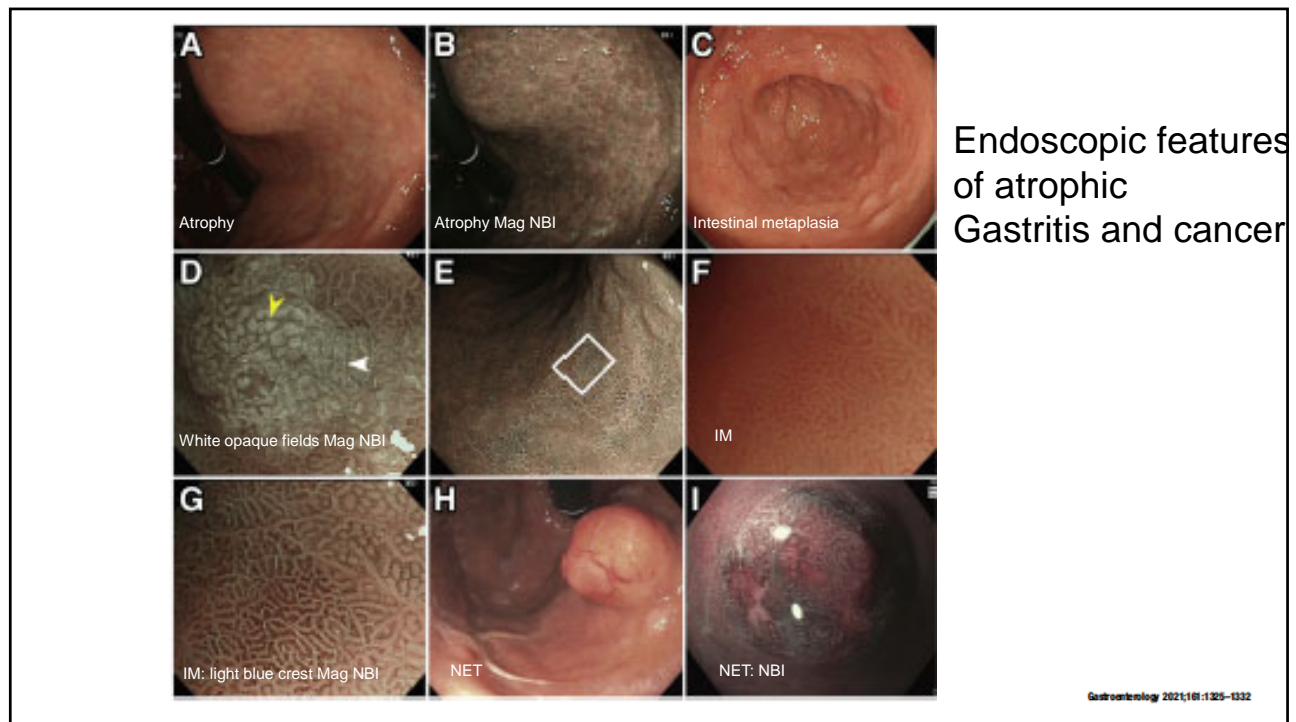 A
B
C
Atrophy
Atrophy Mag NBI
Intestinal metaplasia
Endoscopic features
of atrophic
Gastritis and cancer
D
E
F
White opaque fields Mag NBI
IM
G
H
I
IM: light blue crest Mag NBI
NET
NET: NBI
Gastroenterology 2021;161:1325–1332